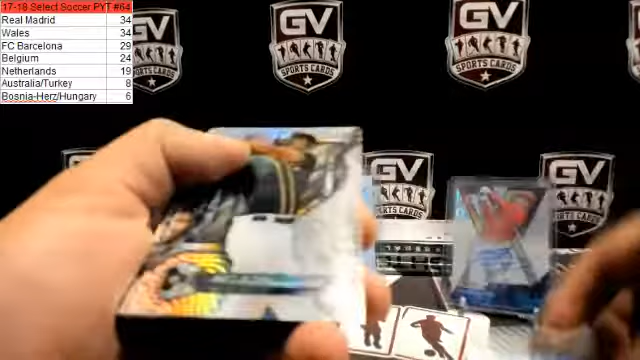 17-18 Select Soccer PYT #64
Real Madrid 34
Wales 34
FC Barcelona 29
Belgium 24
Netherlands 19
Australia/Turkey 8
Bosnia-Herz/Hungary 6
GV
SPORTS CARDS
GV
SPORTS CARDS
GV
SPORTS CARDS
GV
SPORTS CARDS
GV
SPORTS CARDS